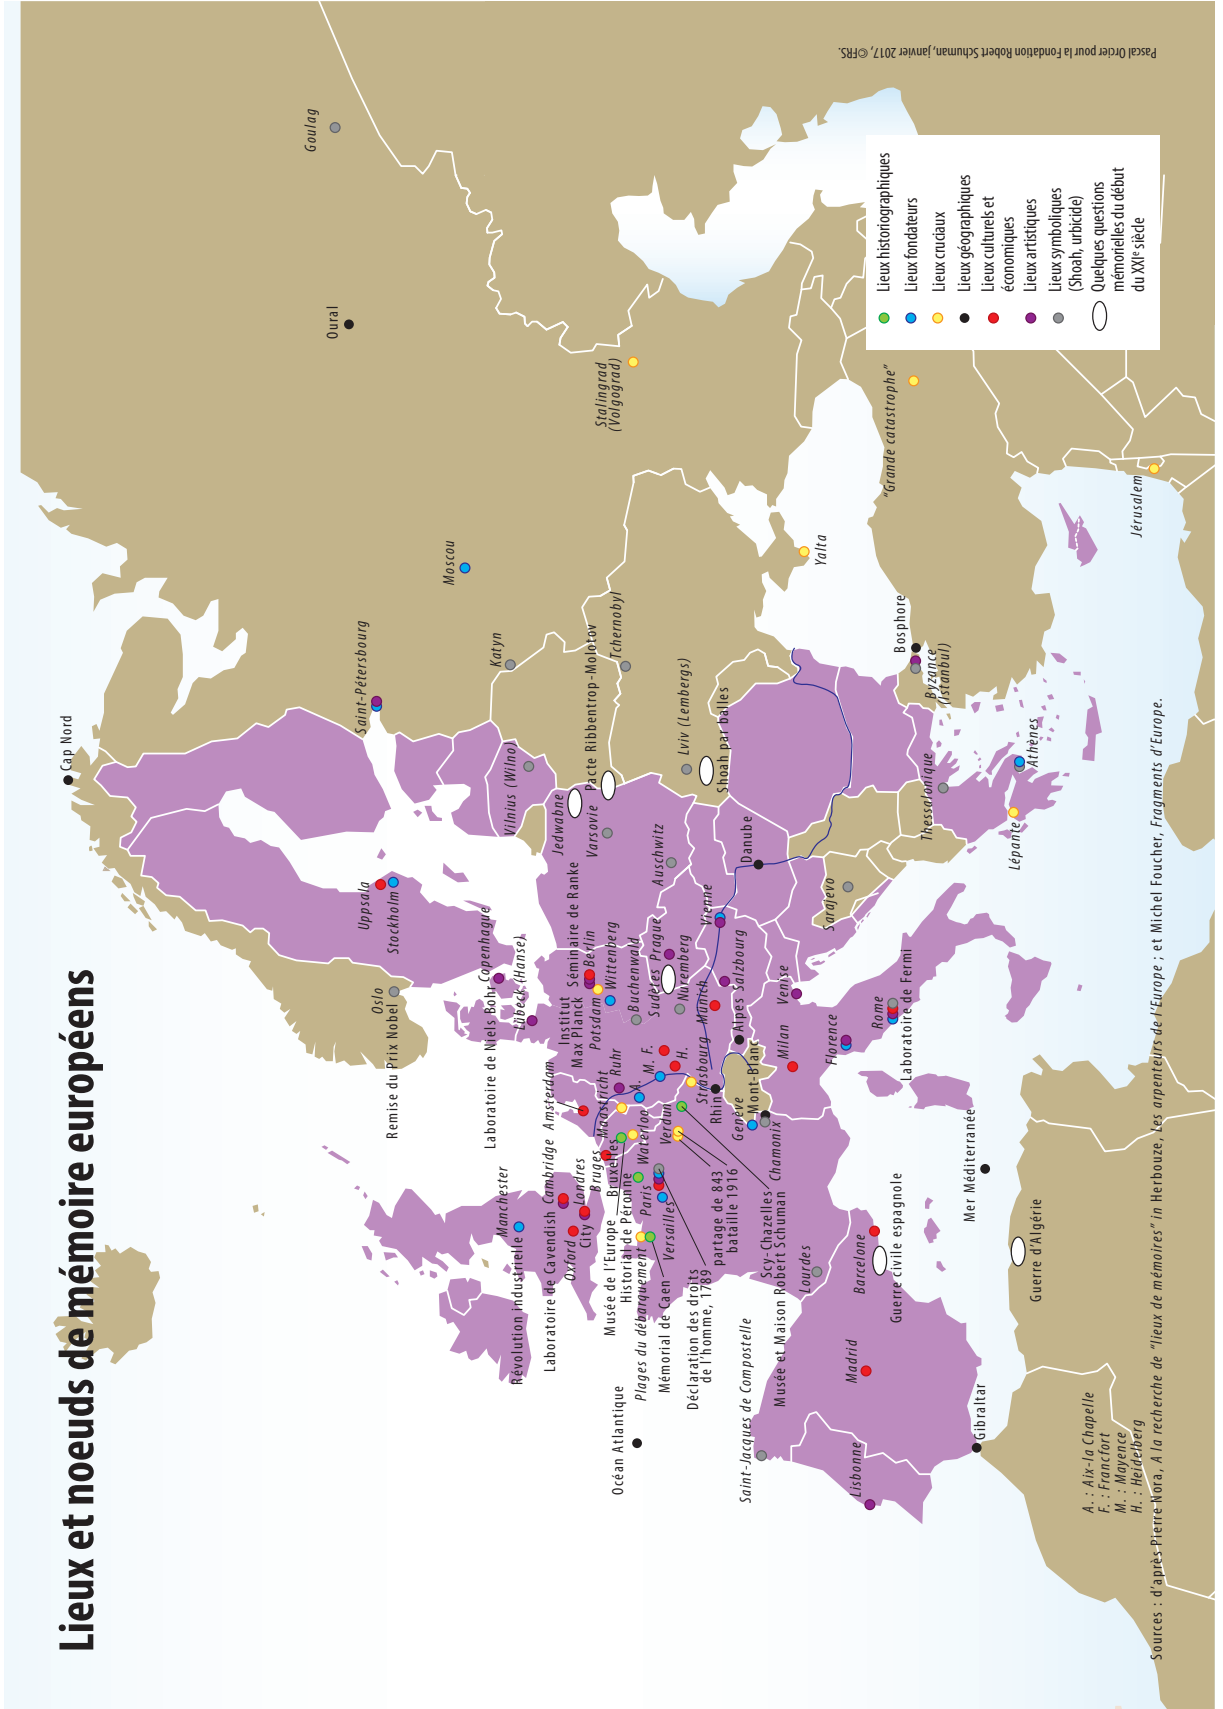 Lieux et noeuds de mémoire européens
Cap Nord
Goulag
Oural
Saint-Pétersbourg
Moscou
Katyn
Stalingrad
(Volgograd)
Uppsala
Stockholm
Oslo
Remise du Prix Nobel
Copenhague
Laboratoire de Niels Bohr
Lübeck (Hanse)
Vilnius (Wilno)
Jedwabne
Pacte Ribbentrop-Molotov
Varsovie
Tchernobyl
Auschwitz
Lviv (Lembergs)
Shoah par balles
Manchester
Révolution industrielle
Cambridge
Laboratoire de Cavendish
Oxford
Londres
City
Amsterdam
Bruges
Bruxelles
Musée de l'Europe
Historial de Péronne
Maastricht
Ruhr
A.
M.
F.
H.
Institut
Max Planck
Séminaire de Ranke
Berlin
Potsdam
Wittenberg
Buchenwald
Sudètes
Prague
Nuremberg
Munich
Vienne
Salzbourg
Alpes
Danube
Waterloo
Verdun
Strasbourg
Rhin
Paris
Versailles
Plages du débarquement
Mémorial de Caen
Déclaration des droits
de l'homme, 1789
partage de 843
bataille 1916
Scy-Chazelles
Musée et Maison Robert Schuman
Genève
Mont-Blanc
Chamonix
Lourdes
Océan Atlantique
Saint-Jacques de Compostelle
Lisbonne
Madrid
Barcelone
Guerre civile espagnole
Gibraltar
Mer Méditerranée
Guerre d'Algérie
Milan
Venise
Florence
Rome
Laboratoire de Fermi
Sarajevo
Thessalonique
Lépante
Athènes
Byzance
(Istanbul)
Bosphore
Yalta
"Grande catastrophe"
Jérusalem
Lieux historiographiques
Lieux fondateurs
Lieux cruciaux
Lieux géographiques
Lieux culturels et
économiques
Lieux artistiques
Lieux symboliques
(Shoah, urbicide)
Quelques questions
mémorielles du début
du XXIe siècle
A. : Aix-la Chapelle
F. : Francfort
M. : Mayence
H. : Heidelberg
Sources : d'après Pierre Nora, A la recherche de "lieux de mémoires" in Herbouze, Les arpenteurs de l'Europe ; et Michel Foucher, Fragments d'Europe.
Pascal Orcier pour la Fondation Robert Schuman, janvier 2017, ©FRS.